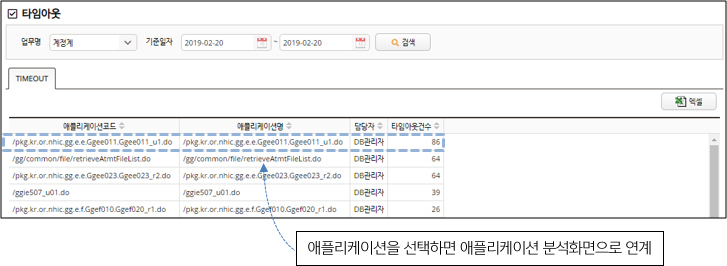 타임아웃
업무명 계정계 기준일자 2019-02-20 ~ 2019-02-20 검색
TIMEOUT
엑셀
애플리케이션코드 애플리케이션명 담당자 타임아웃건수
/pkg.kr.or.nhic.gg.e.e.Ggee011.Ggee011_u1.do /pkg.kr.or.nhic.gg.e.e.Ggee011.Ggee011_u1.do DB관리자 86
/gg/common/file/retrieveAtmtFileList.do /gg/common/file/retrieveAtmtFileList.do DB관리자 64
/pkg.kr.or.nhic.gg.e.e.Ggee023.Ggee023_r2.do /pkg.kr.or.nhic.gg.e.e.Ggee023.Ggee023_r2.do DB관리자 64
/ggie507_u01.do /ggie507_u01.do DB관리자 39
/pkg.kr.or.nhic.gg.e.f.Ggef010.Ggef020_r1.do /pkg.kr.or.nhic.gg.e.f.Ggef010.Ggef020_r1.do DB관리자 26
애플리케이션을 선택하면 애플리케이션 분석화면으로 연계